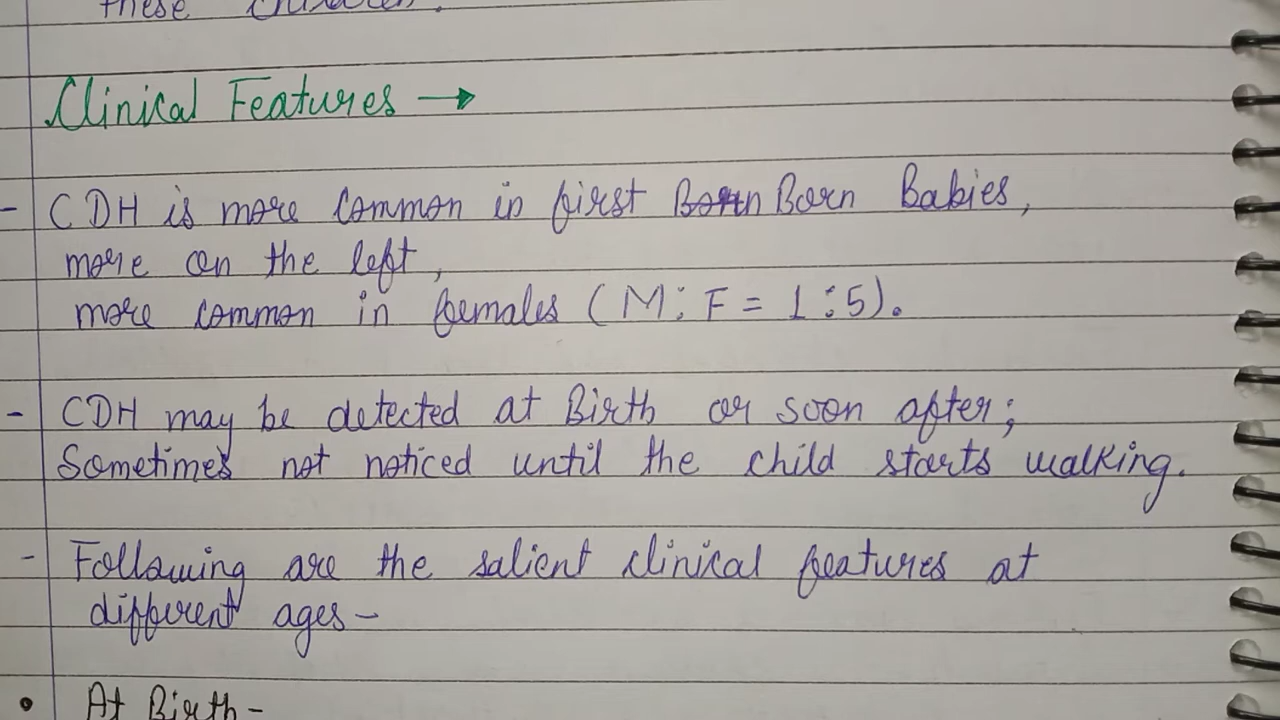 these
Clinical Features →
- CDH is more common in first Born Born Babies,
more on the left,
more common in females (M: F = 1:5).
- CDH may be detected at Birth or soon after;
Sometimes not noticed until the child starts walking.
- Following are the salient clinical features at
different ages-
• At Birth-